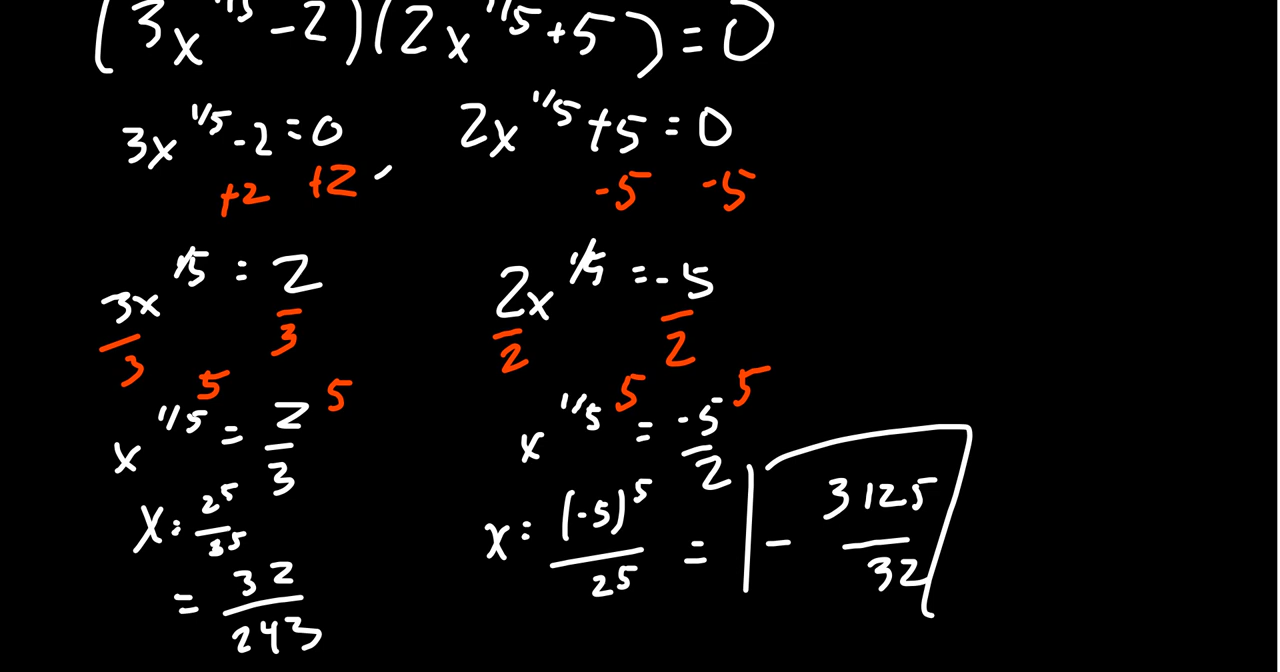 (3x^1/5 - 2)(2x^1/5 + 5) = 0
3x^1/5 - 2 = 0
+2 +2
3x^1/5 = 2
3 3
x^1/5 5 = 2/3 5
x = 2^5/3^5
= 32/243
2x^1/5 + 5 = 0
-5 -5
2x^1/5 = -5
2 2
x^1/5 5 = -5/2 5
x = (-5)^5/2^5 = -3125/32